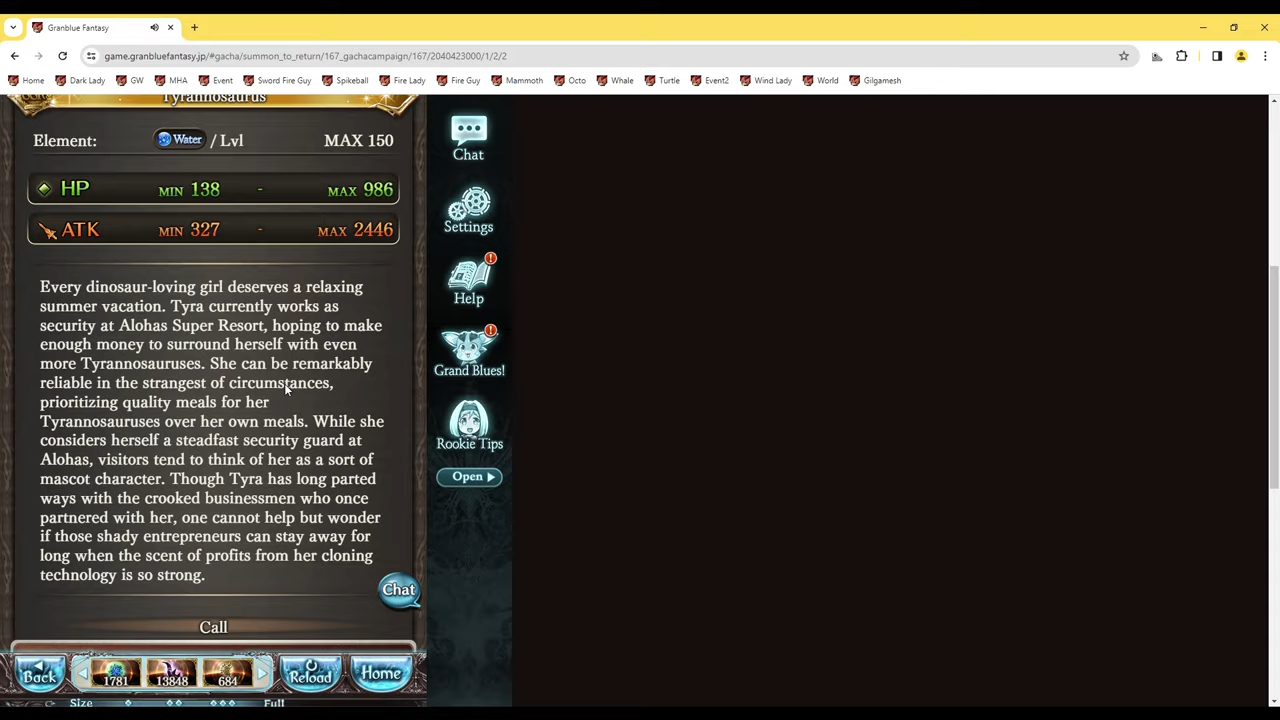 Granblue Fantasy
game.granbluefantasy.jp/#gacha/summon_to_return/167_gachacampaign/167/2040423000/1/2/2
Home Dark Lady GW MHA Event Sword Fire Guy Spikeball Fire Lady Fire Guy Mammoth Octo Whale Turtle Event2 Wind Lady World Gilgamesh
Tyrannosaurus
Element: Water / Lvl MAX 150
HP MIN 138 - MAX 986
ATK MIN 327 - MAX 2446
Every dinosaur-loving girl deserves a relaxing
summer vacation. Tyra currently works as
security at Alohas Super Resort, hoping to make
enough money to surround herself with even
more Tyrannosauruses. She can be remarkably
reliable in the strangest of circumstances,
prioritizing quality meals for her
Tyrannosauruses over her own meals. While she
considers herself a steadfast security guard at
Alohas, visitors tend to think of her as a sort of
mascot character. Though Tyra has long parted
ways with the crooked businessmen who once
partnered with her, one cannot help but wonder
if those shady entrepreneurs can stay away for
long when the scent of profits from her cloning
technology is so strong.
Chat
Call
Back 1781 13848 684 Reload Home
Size Full
Chat
Settings
Help
Grand Blues!
Rookie Tips
Open